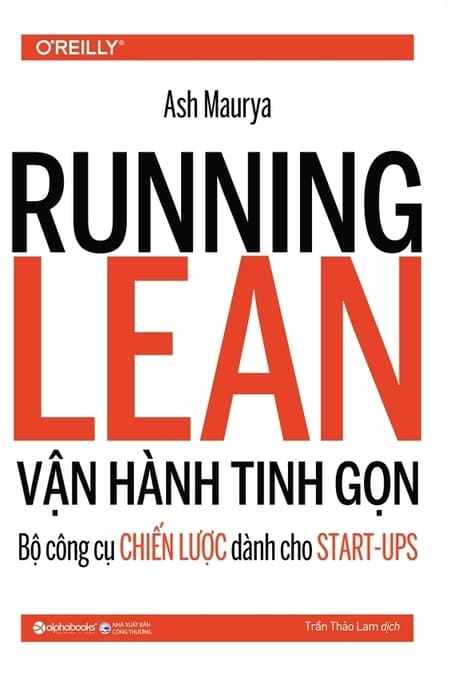 O'REILLY®
Ash Maurya
RUNNING
LEAN
VẬN HÀNH TINH GỌN
Bộ công cụ CHIẾN LƯỢC dành cho START-UPS
alphabooks®
NHÀ XUẤT BẢN
CÔNG THƯƠNG
Trần Thảo Lam dịch